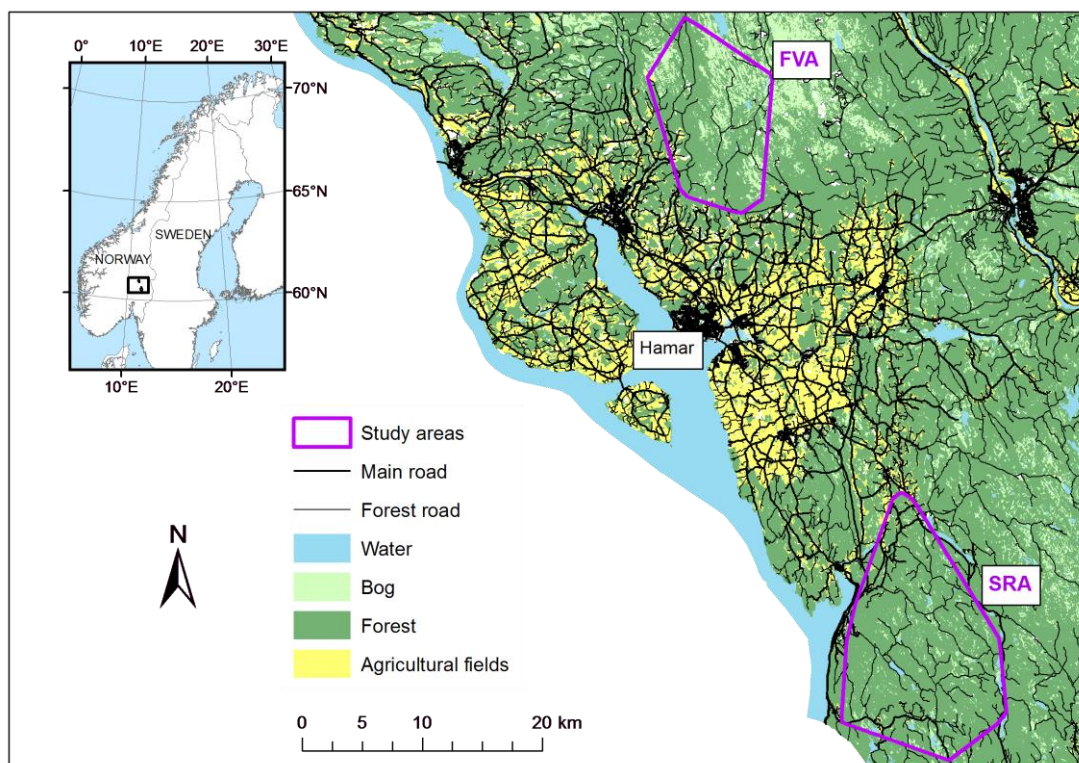 0° 10°E 20°E 30°E
70°N
65°N
SWEDEN
NORWAY
60°N
10°E 20°E
FVA
Hamar
SRA
Study areas
Main road
Forest road
Water
Bog
Forest
Agricultural fields
N
0 5 10 20 km